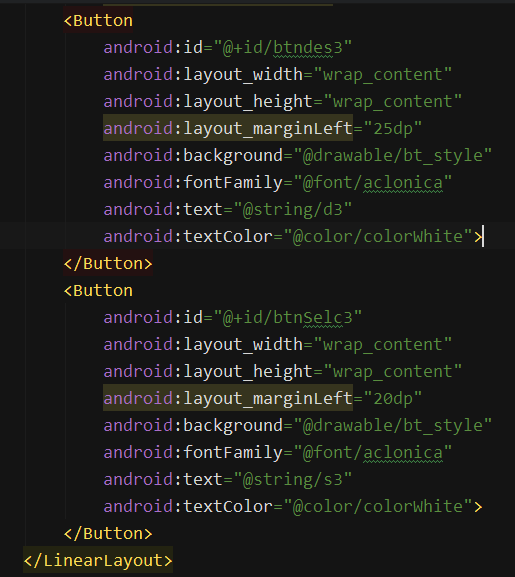 <Button
android:id="@+id/btndes3"
android:layout_width="wrap_content"
android:layout_height="wrap_content"
android:layout_marginLeft="25dp"
android:background="@drawable/bt_style"
android:fontFamily="@font/aclonica"
android:text="@string/d3"
android:textColor="@color/colorWhite">
</Button>
<Button
android:id="@+id/btnSelc3"
android:layout_width="wrap_content"
android:layout_height="wrap_content"
android:layout_marginLeft="20dp"
android:background="@drawable/bt_style"
android:fontFamily="@font/aclonica"
android:text="@string/s3"
android:textColor="@color/colorWhite">
</Button>
</LinearLayout>